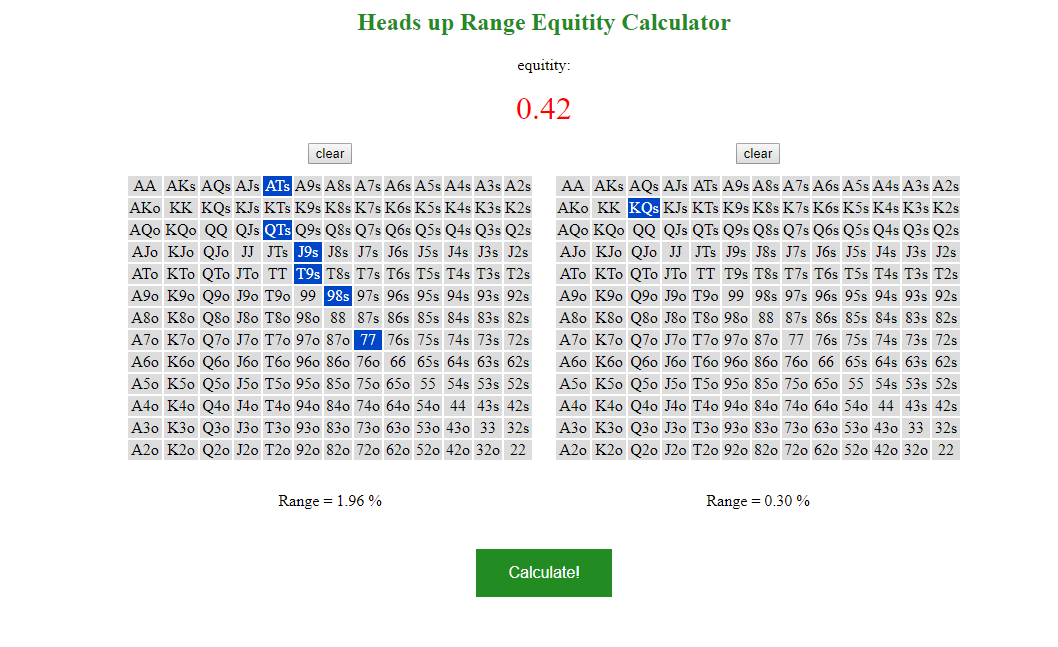 Heads up Range Equitity Calculator
equitity:
0.42
clear clear
AA AKs AQs AJs ATs A9s A8s A7s A6s A5s A4s A3s A2s AA AKs AQs AJs ATs A9s A8s A7s A6s A5s A4s A3s A2s
AKo KK KQs KJs KTs K9s K8s K7s K6s K5s K4s K3s K2s AKo KK KQs KJs KTs K9s K8s K7s K6s K5s K4s K3s K2s
AQo KQo QQ QJs QTs Q9s Q8s Q7s Q6s Q5s Q4s Q3s Q2s AQo KQo QQ QJs QTs Q9s Q8s Q7s Q6s Q5s Q4s Q3s Q2s
AJo KJo QJo JJ JTs J9s J8s J7s J6s J5s J4s J3s J2s AJo KJo QJo JJ JTs J9s J8s J7s J6s J5s J4s J3s J2s
ATo KTo QTo JTo TT T9s T8s T7s T6s T5s T4s T3s T2s ATo KTo QTo JTo TT T9s T8s T7s T6s T5s T4s T3s T2s
A9o K9o Q9o J9o T9o 99 98s 97s 96s 95s 94s 93s 92s A9o K9o Q9o J9o T9o 99 98s 97s 96s 95s 94s 93s 92s
A8o K8o Q8o J8o T8o 98o 88 87s 86s 85s 84s 83s 82s A8o K8o Q8o J8o T8o 98o 88 87s 86s 85s 84s 83s 82s
A7o K7o Q7o J7o T7o 97o 87o 77 76s 75s 74s 73s 72s A7o K7o Q7o J7o T7o 97o 87o 77 76s 75s 74s 73s 72s
A6o K6o Q6o J6o T6o 96o 86o 76o 66 65s 64s 63s 62s A6o K6o Q6o J6o T6o 96o 86o 76o 66 65s 64s 63s 62s
A5o K5o Q5o J5o T5o 95o 85o 75o 65o 55 54s 53s 52s A5o K5o Q5o J5o T5o 95o 85o 75o 65o 55 54s 53s 52s
A4o K4o Q4o J4o T4o 94o 84o 74o 64o 54o 44 43s 42s A4o K4o Q4o J4o T4o 94o 84o 74o 64o 54o 44 43s 42s
A3o K3o Q3o J3o T3o 93o 83o 73o 63o 53o 43o 33 32s A3o K3o Q3o J3o T3o 93o 83o 73o 63o 53o 43o 33 32s
A2o K2o Q2o J2o T2o 92o 82o 72o 62o 52o 42o 32o 22 A2o K2o Q2o J2o T2o 92o 82o 72o 62o 52o 42o 32o 22
Range = 1.96 % Range = 0.30 %
Calculate!